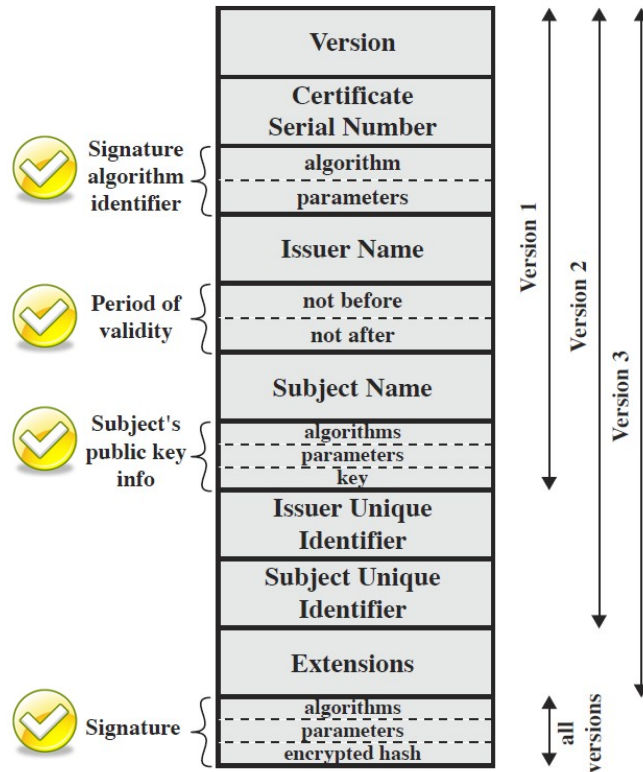 Version
Certificate
Serial Number
Signature
algorithm
identifier
algorithm
parameters
Issuer Name
Period of
validity
not before
not after
Subject Name
Subject's
public key
info
algorithms
parameters
key
Issuer Unique
Identifier
Subject Unique
Identifier
Extensions
Signature
algorithms
parameters
encrypted hash
Version 1
Version 2
Version 3
all
versions